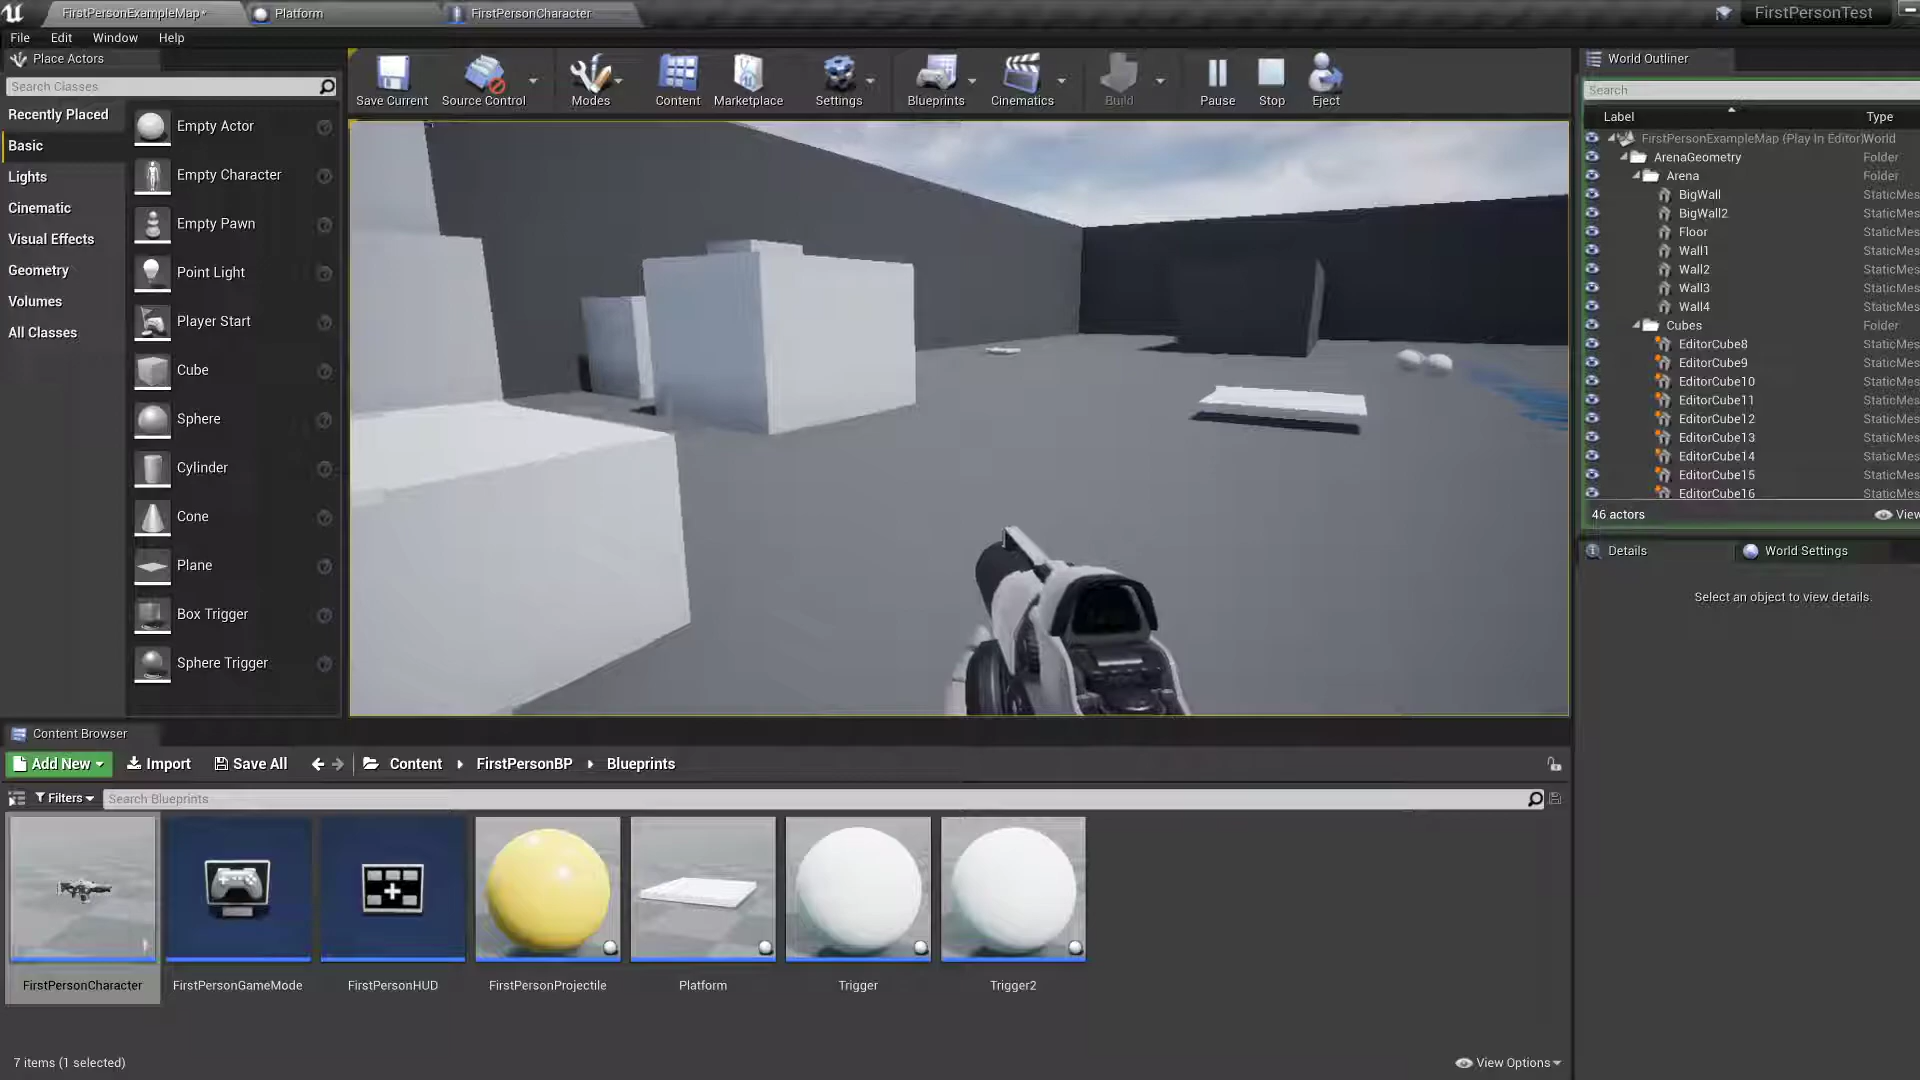 FirstPersonExampleMap*
Platform
FirstPersonCharacter
FirstPersonTest
File Edit Window Help
Place Actors
Search Classes
Recently Placed
Basic
Lights
Cinematic
Visual Effects
Geometry
Volumes
All Classes
Empty Actor
Empty Character
Empty Pawn
Point Light
Player Start
Cube
Sphere
Cylinder
Cone
Plane
Box Trigger
Sphere Trigger
Save Current
Source Control
Modes
Content
Marketplace
Settings
Blueprints
Cinematics
Build
Pause
Stop
Eject
World Outliner
Search
Label Type
FirstPersonExampleMap (Play In Editor) World
ArenaGeometry Folder
Arena Folder
BigWall StaticMes
BigWall2 StaticMes
Floor StaticMes
Wall1 StaticMes
Wall2 StaticMes
Wall3 StaticMes
Wall4 StaticMes
Cubes Folder
EditorCube8 StaticMes
EditorCube9 StaticMes
EditorCube10 StaticMes
EditorCube11 StaticMes
EditorCube12 StaticMes
EditorCube13 StaticMes
EditorCube14 StaticMes
EditorCube15 StaticMes
EditorCube16 StaticMes
46 actors View
Details
World Settings
Select an object to view details.
Content Browser
Add New Import Save All Content FirstPersonBP Blueprints
Filters Search Blueprints
FirstPersonCharacter
FirstPersonGameMode
FirstPersonHUD
FirstPersonProjectile
Platform
Trigger
Trigger2
7 items (1 selected)
View Options